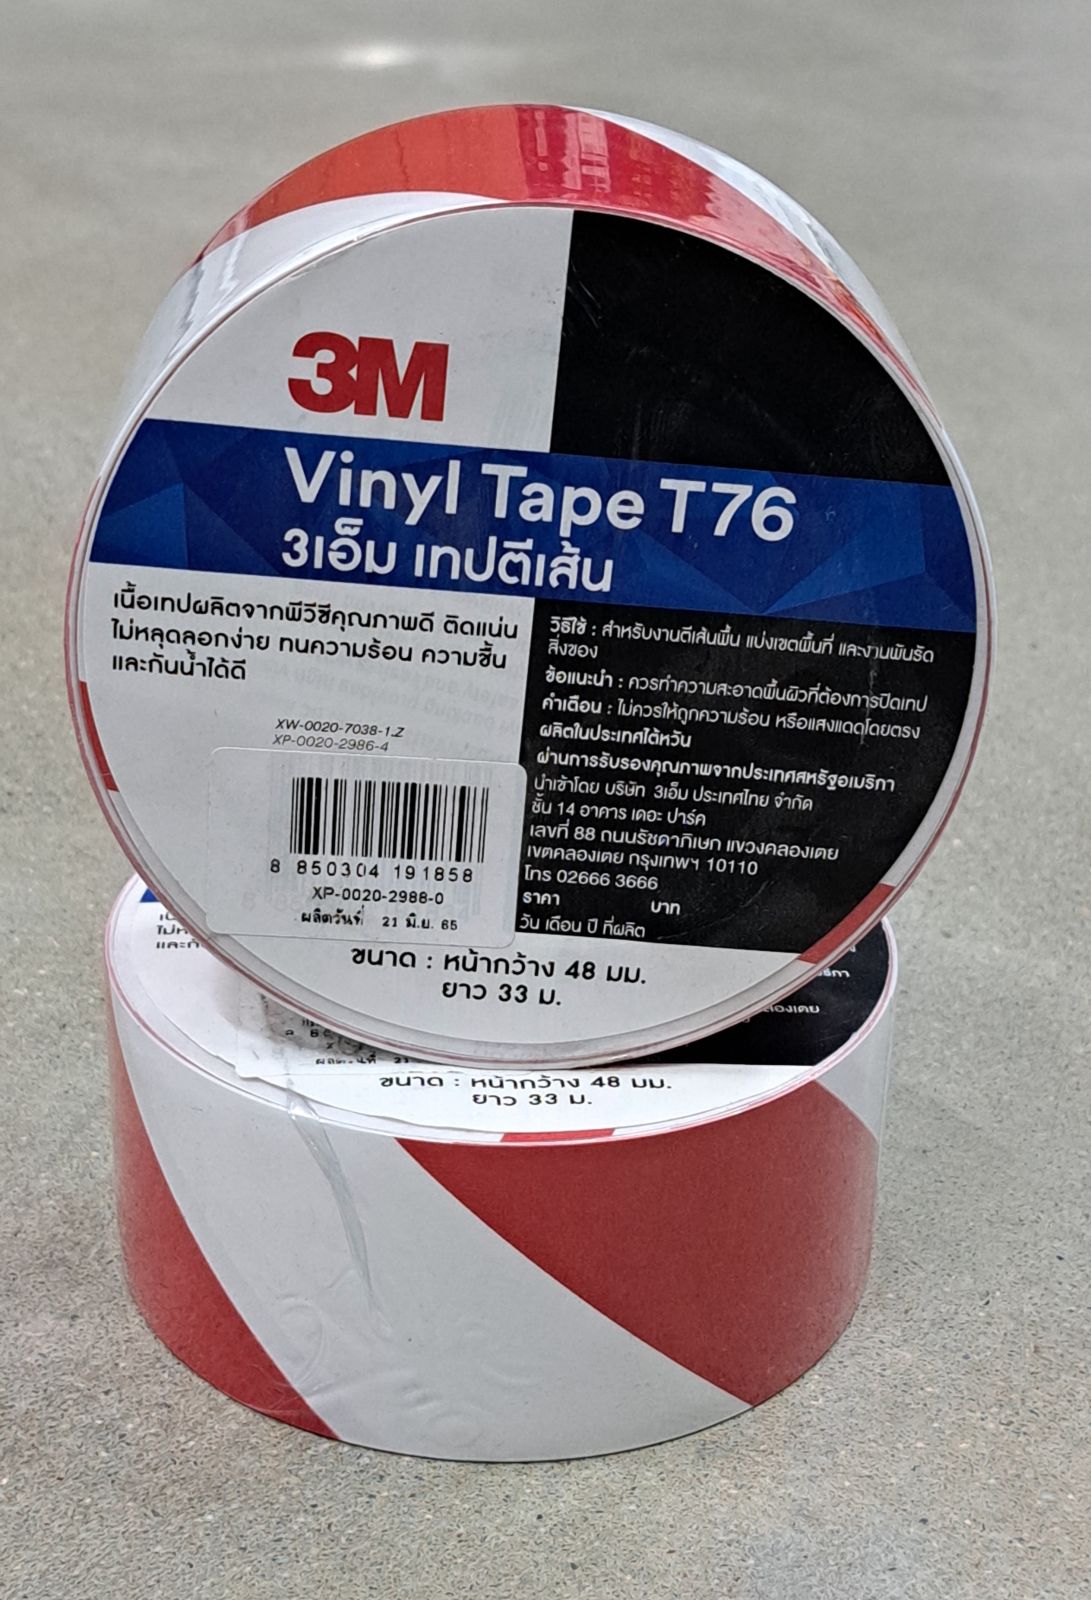 3M
Vinyl Tape T76
3เอ็ม เทปตีเส้น
เนื้อเทปผลิตจากพีวีซีคุณภาพดี ติดแน่น
ไม่หลุดลอกง่าย ทนความร้อน ความชื้น
และกันน้ำได้ดี
XW-0020-7038-1.Z
XP-0020-2986-4
8 850304 191858
XP-0020-2988-0
ผลิตวันที่ 21 มิ.ย. 65
วิธีใช้ : สำหรับงานตีเส้นพื้น แบ่งเขตพื้นที่ และงานพันรัด
สิ่งของ
ข้อแนะนำ : ควรทำความสะอาดพื้นผิวที่ต้องการปิดเทป
คำเตือน : ไม่ควรให้ถูกความร้อน หรือแสงแดดโดยตรง
ผลิตในประเทศไต้หวัน
ผ่านการรับรองคุณภาพจากประเทศสหรัฐอเมริกา
นำเข้าโดย บริษัท 3เอ็ม ประเทศไทย จำกัด
ชั้น 14 อาคาร เดอะ ปาร์ค
เลขที่ 88 ถนนรัชดาภิเษก แขวงคลองเตย
เขตคลองเตย กรุงเทพฯ 10110
โทร 02666 3666
ราคา บาท
วัน เดือน ปี ที่ผลิต
ขนาด : หน้ากว้าง 48 มม.
ยาว 33 ม.
ขนาด : หน้ากว้าง 48 มม.
ยาว 33 ม.